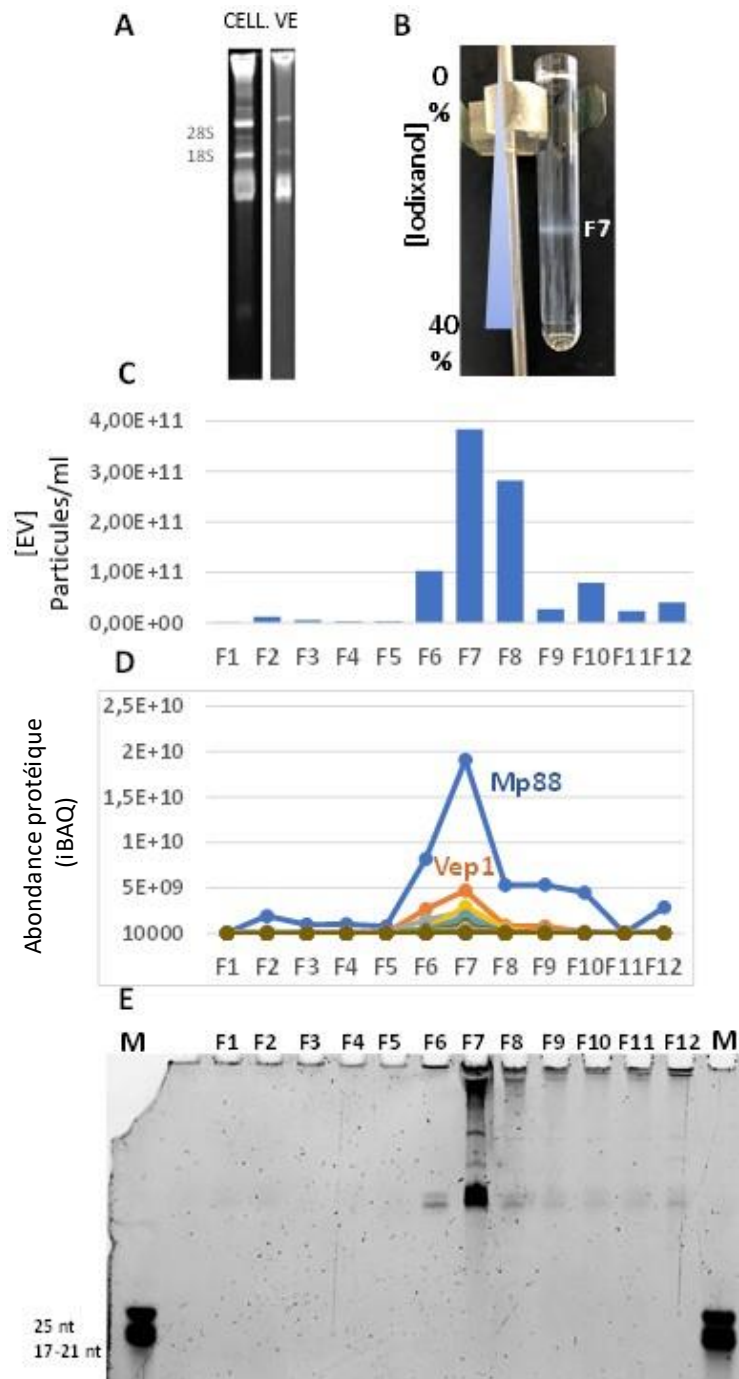 A
CELL. VE
28S
18S
B
0
%
[Iodixanol]
F7
40
%
C
[EV]
Particules/ml
4,00E+11
3,00E+11
2,00E+11
1,00E+11
0,00E+00
F1 F2 F3 F4 F5 F6 F7 F8 F9 F10 F11 F12
D
Abondance protéique
(iBAQ)
2,5E+10
2E+10
1,5E+10
1E+10
5E+09
10000
Mp88
Vep1
F1 F2 F3 F4 F5 F6 F7 F8 F9 F10 F11 F12
E
M F1 F2 F3 F4 F5 F6 F7 F8 F9 F10 F11 F12 M
25 nt
17-21 nt